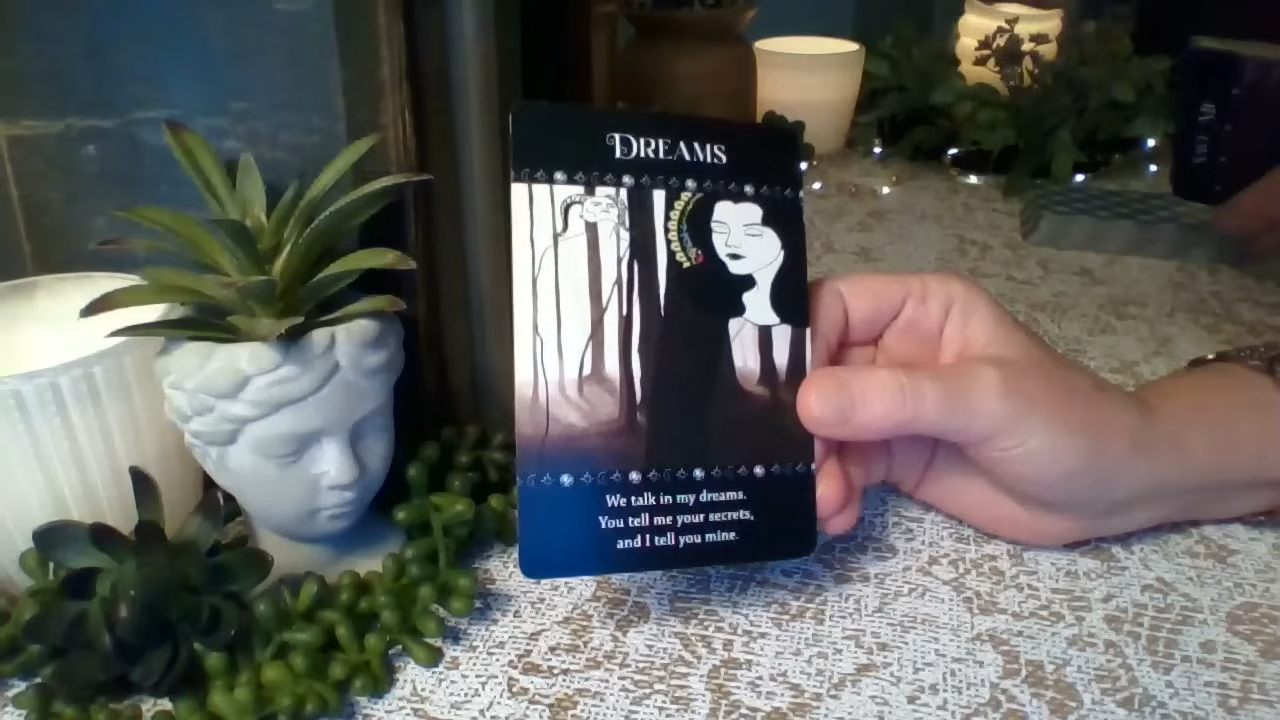 DREAMS
We talk in my dreams.
You tell me your secrets,
and I tell you mine.